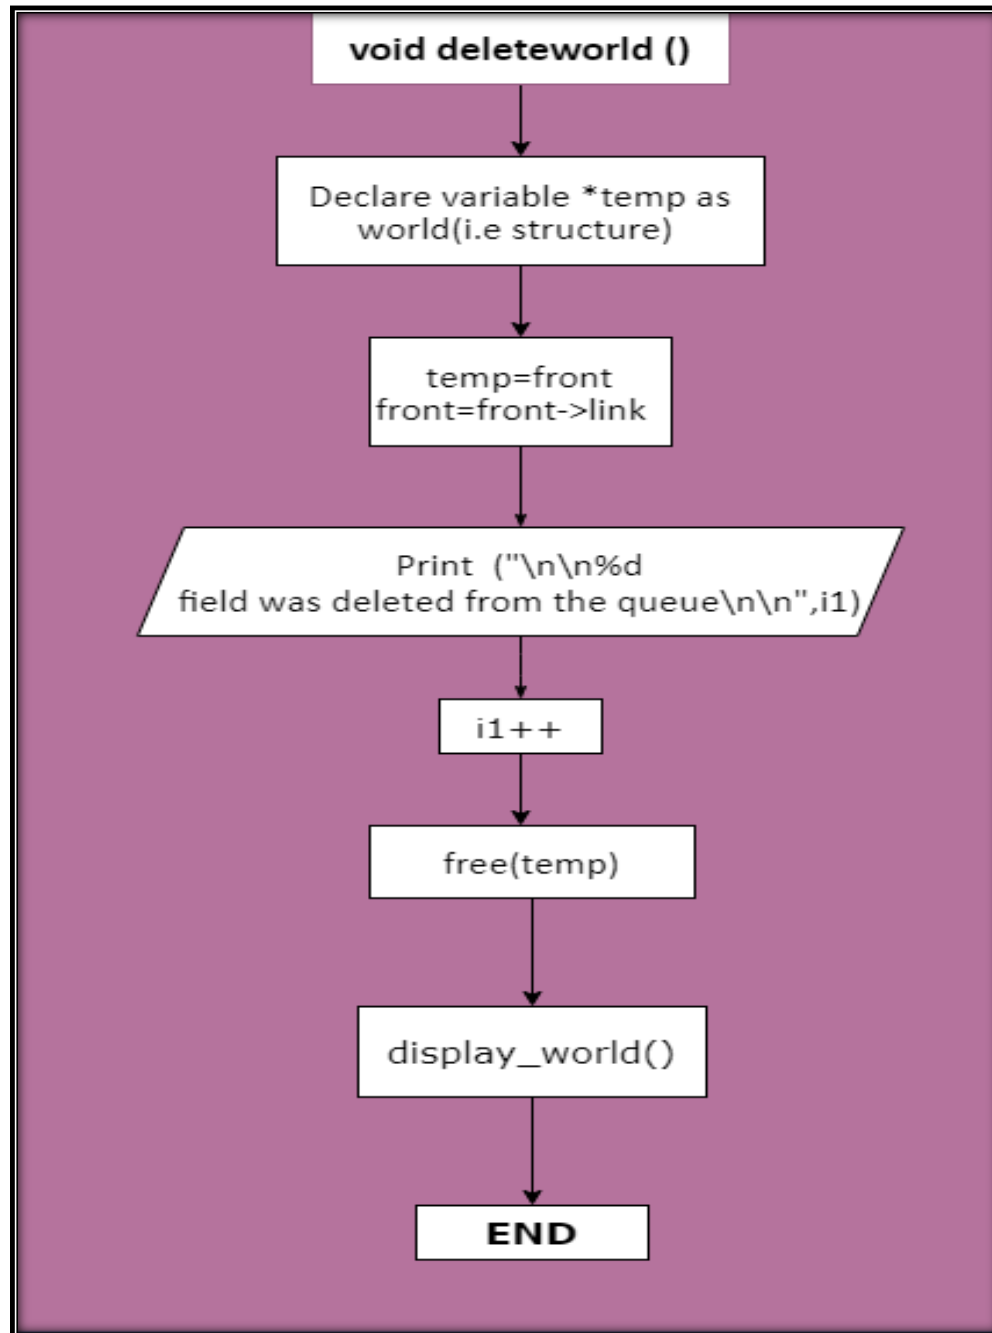 void deleteworld ()
Declare variable *temp as
world(i.e structure)
temp=front
front=front->link
Print  ("\n\n%d
field was deleted from the queue\n\n",i1)
i1++
free(temp)
display_world()
END